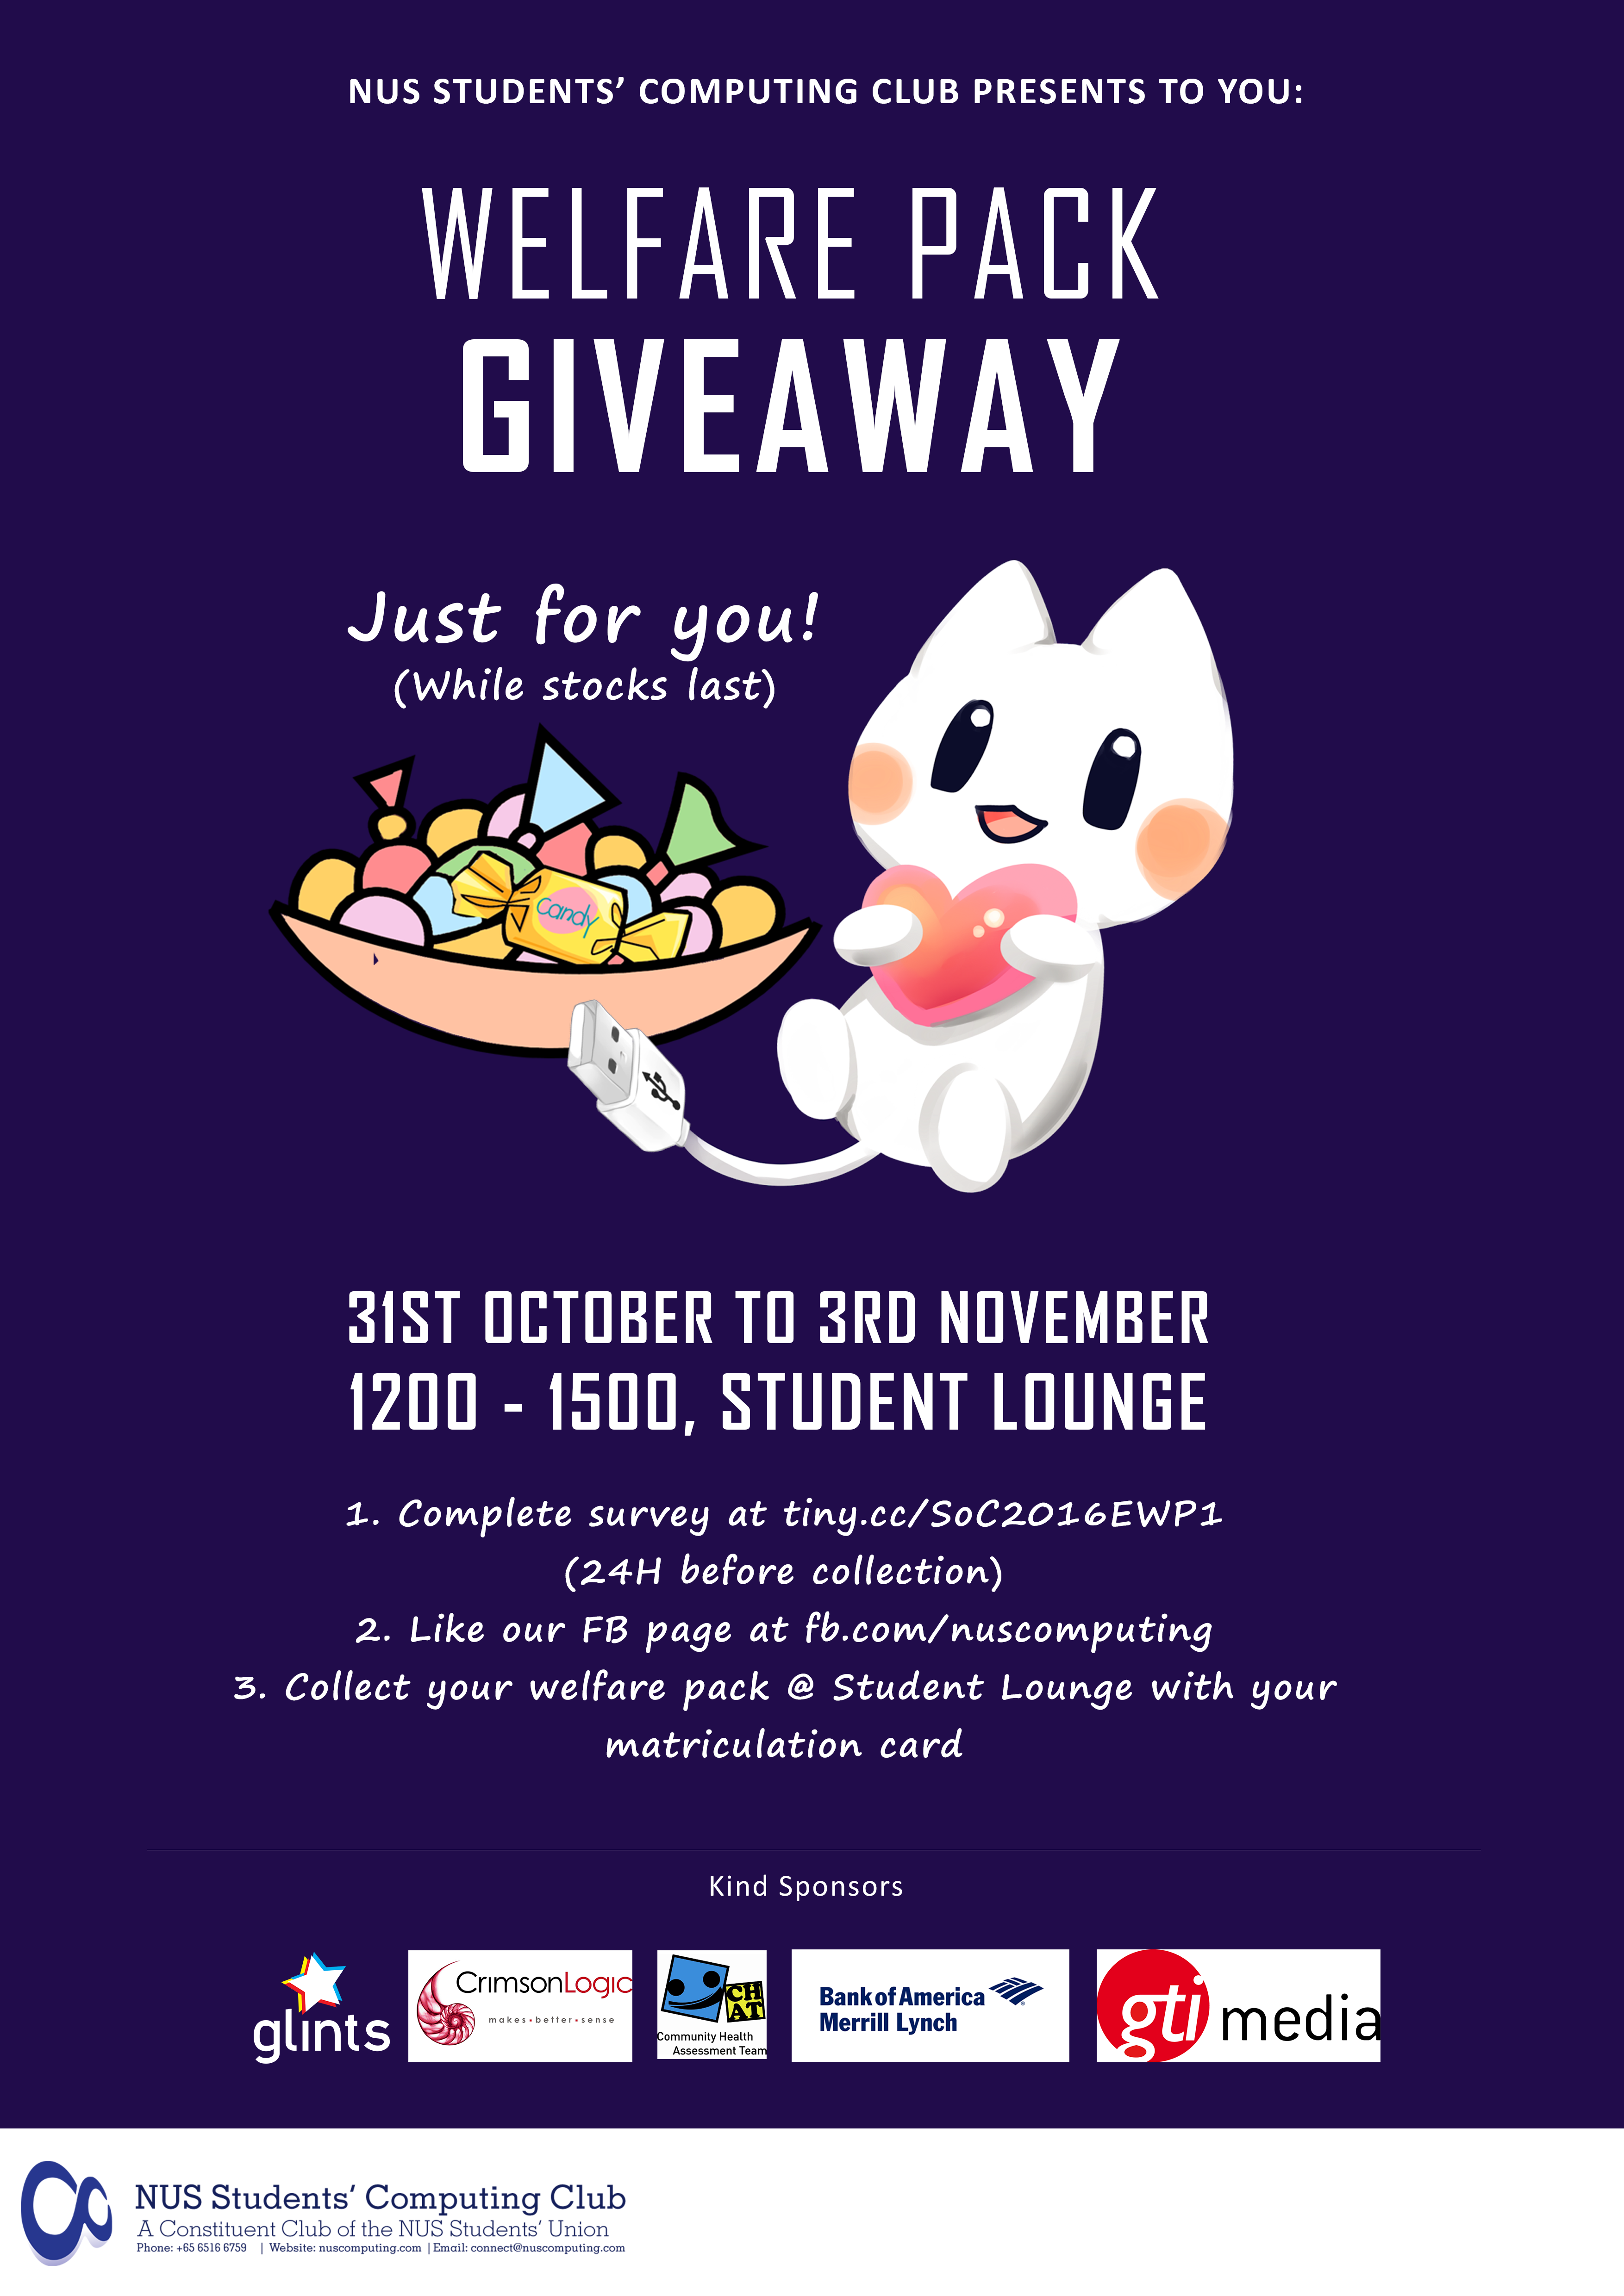 NUS STUDENTS’ COMPUTING CLUB PRESENTS TO YOU:
WELFARE PACK
GIVEAWAY
Just for you!
(While stocks last)
Candy
31ST OCTOBER TO 3RD NOVEMBER
1200 - 1500, STUDENT LOUNGE
1. Complete survey at tiny.cc/SoC2016EWP1
(24H before collection)
2. Like our FB page at fb.com/nuscomputing
3. Collect your welfare pack @ Student Lounge with your
matriculation card
Kind Sponsors
glints
CrimsonLogic
makes•better•sense
CH
AT
Community Health
Assessment Team
Bank of America
Merrill Lynch
gti media
NUS Students’ Computing Club
A Constituent Club of the NUS Students’ Union
Phone: +65 6516 6759 | Website: nuscomputing.com | Email: connect@nuscomputing.com